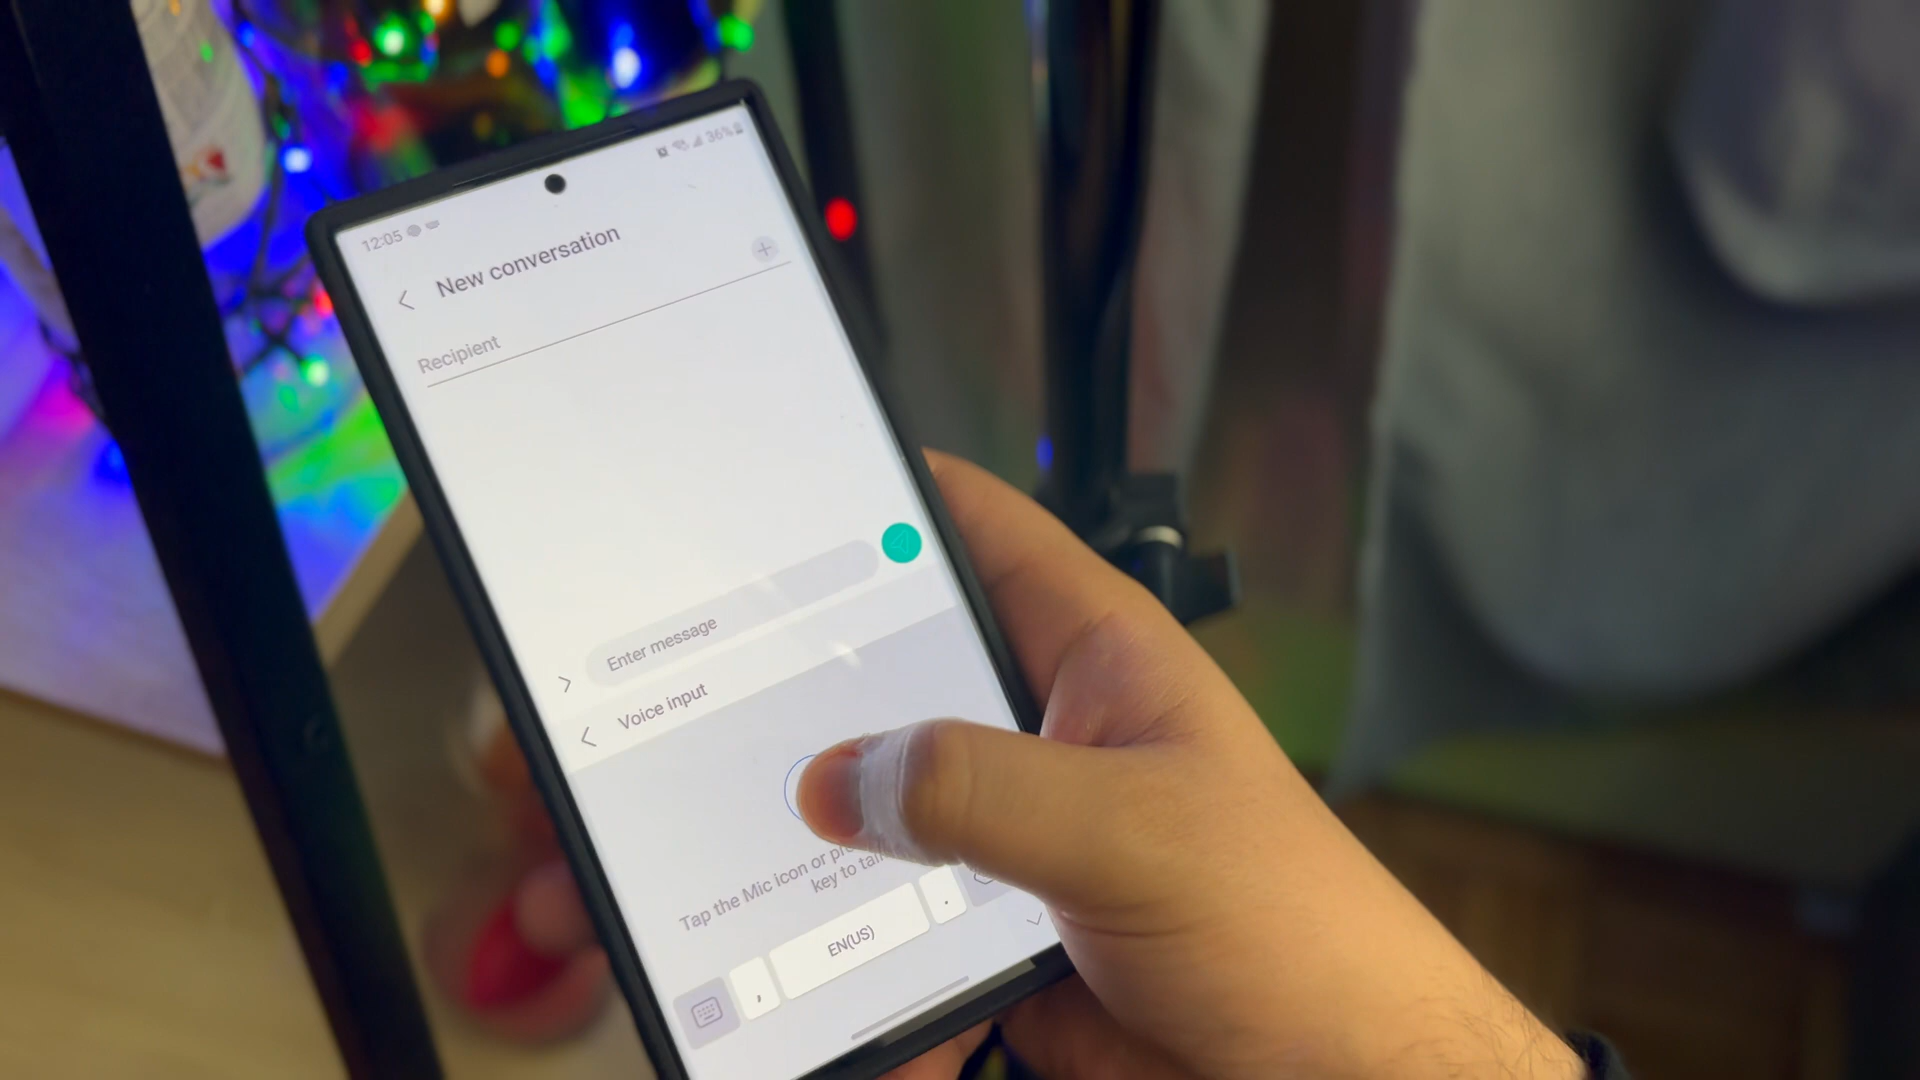 12:05
36%
New conversation
Recipient
Enter message
Voice input
Tap the Mic icon or
key to
, EN(US) .